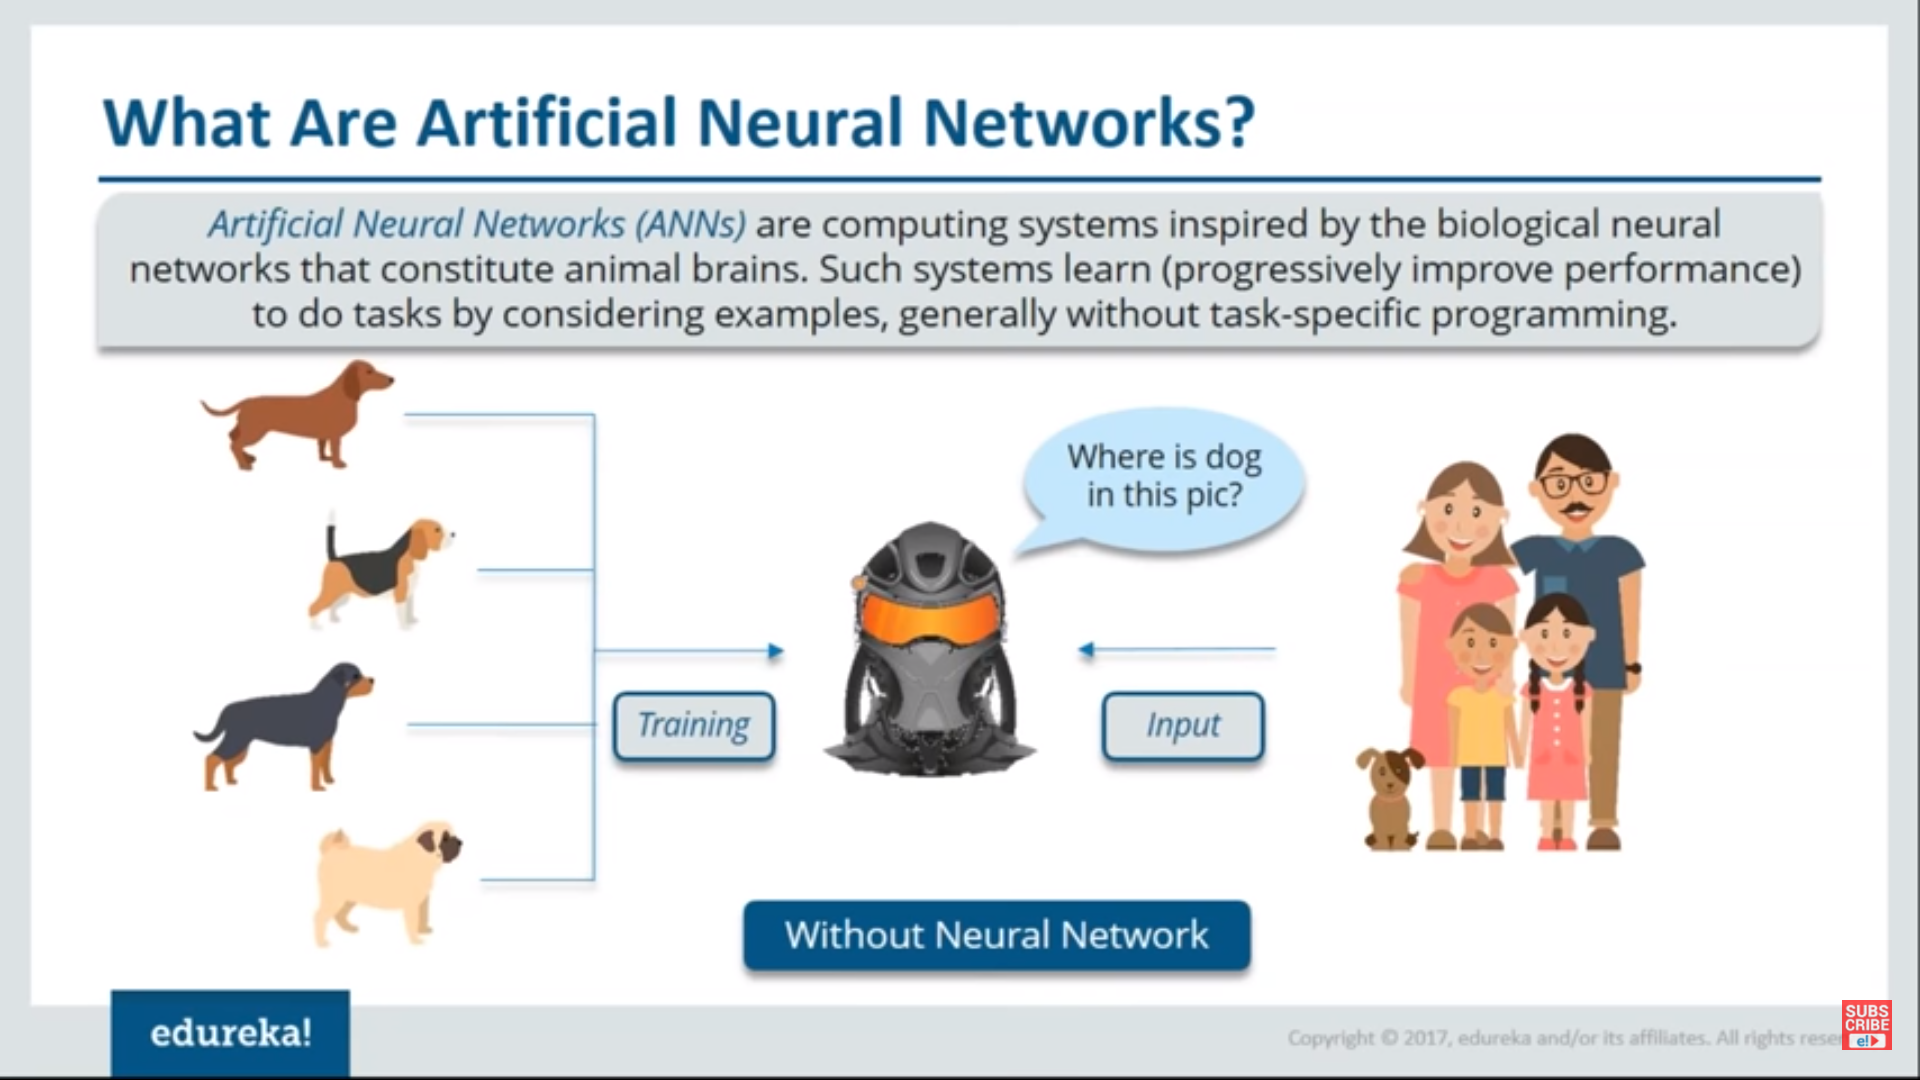 What Are Artificial Neural Networks?
Artificial Neural Networks (ANNs) are computing systems inspired by the biological neural
networks that constitute animal brains. Such systems learn (progressively improve performance)
to do tasks by considering examples, generally without task-specific programming.
Where is dog
in this pic?
Training
Input
Without Neural Network
edureka!
Copyright © 2017, edureka and/or its affiliates. All rights
SUBS
CRIBE
e!